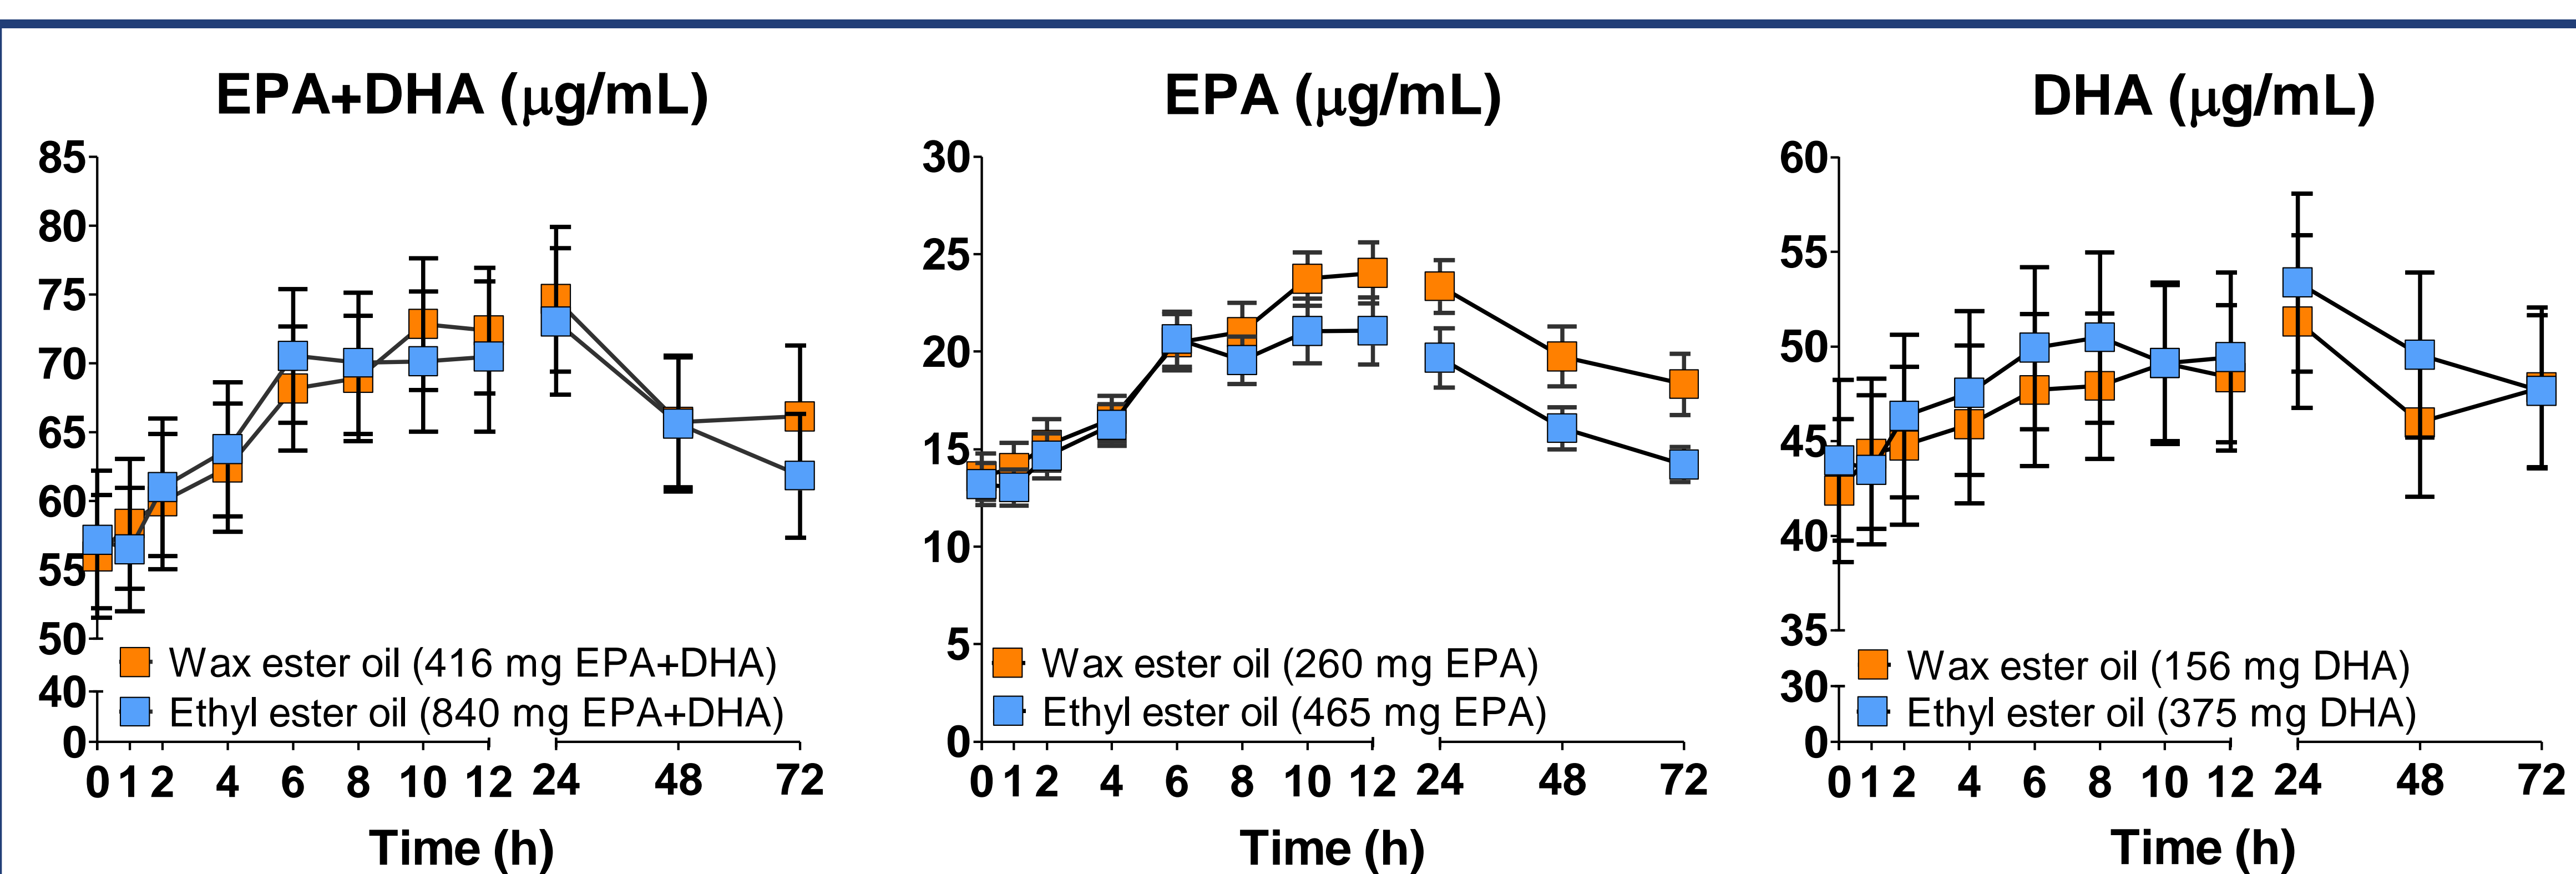 EPA+DHA (μg/mL)
85
80
75
70
65
60
55
50
40
0
Wax ester oil (416 mg EPA+DHA)
Ethyl ester oil (840 mg EPA+DHA)
0 1 2 4 6 8 10 12 24 48 72
Time (h)
EPA (μg/mL)
30
25
20
15
10
5
0
Wax ester oil (260 mg EPA)
Ethyl ester oil (465 mg EPA)
0 1 2 4 6 8 10 12 24 48 72
Time (h)
DHA (μg/mL)
60
55
50
45
40
35
30
0
Wax ester oil (156 mg DHA)
Ethyl ester oil (375 mg DHA)
0 1 2 4 6 8 10 12 24 48 72
Time (h)